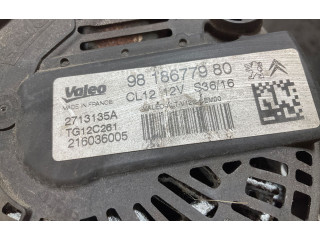 Valeo
98 186779 80
CL12 12V S36/16
MADE IN FRANCE
2713135A
TG12C261
216036005